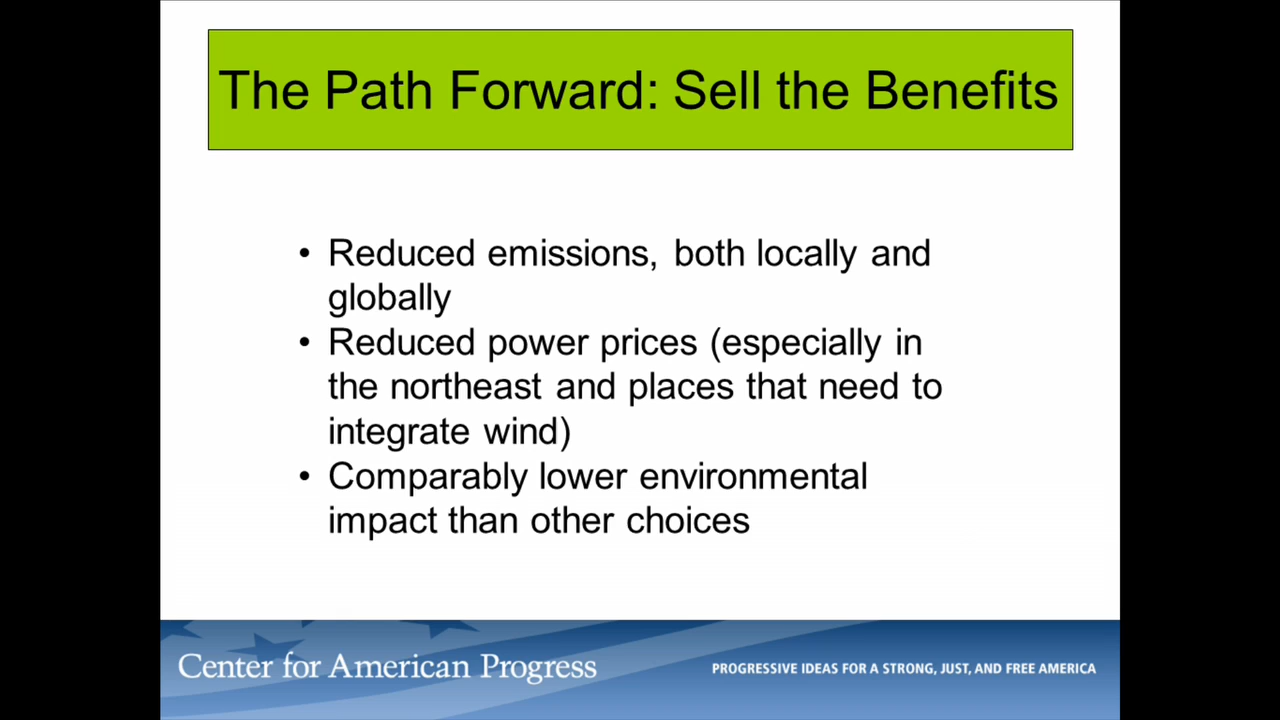 The Path Forward: Sell the Benefits
• Reduced emissions, both locally and
globally
• Reduced power prices (especially in
the northeast and places that need to
integrate wind)
• Comparably lower environmental
impact than other choices
Center for American Progress
PROGRESSIVE IDEAS FOR A STRONG, JUST, AND FREE AMERICA